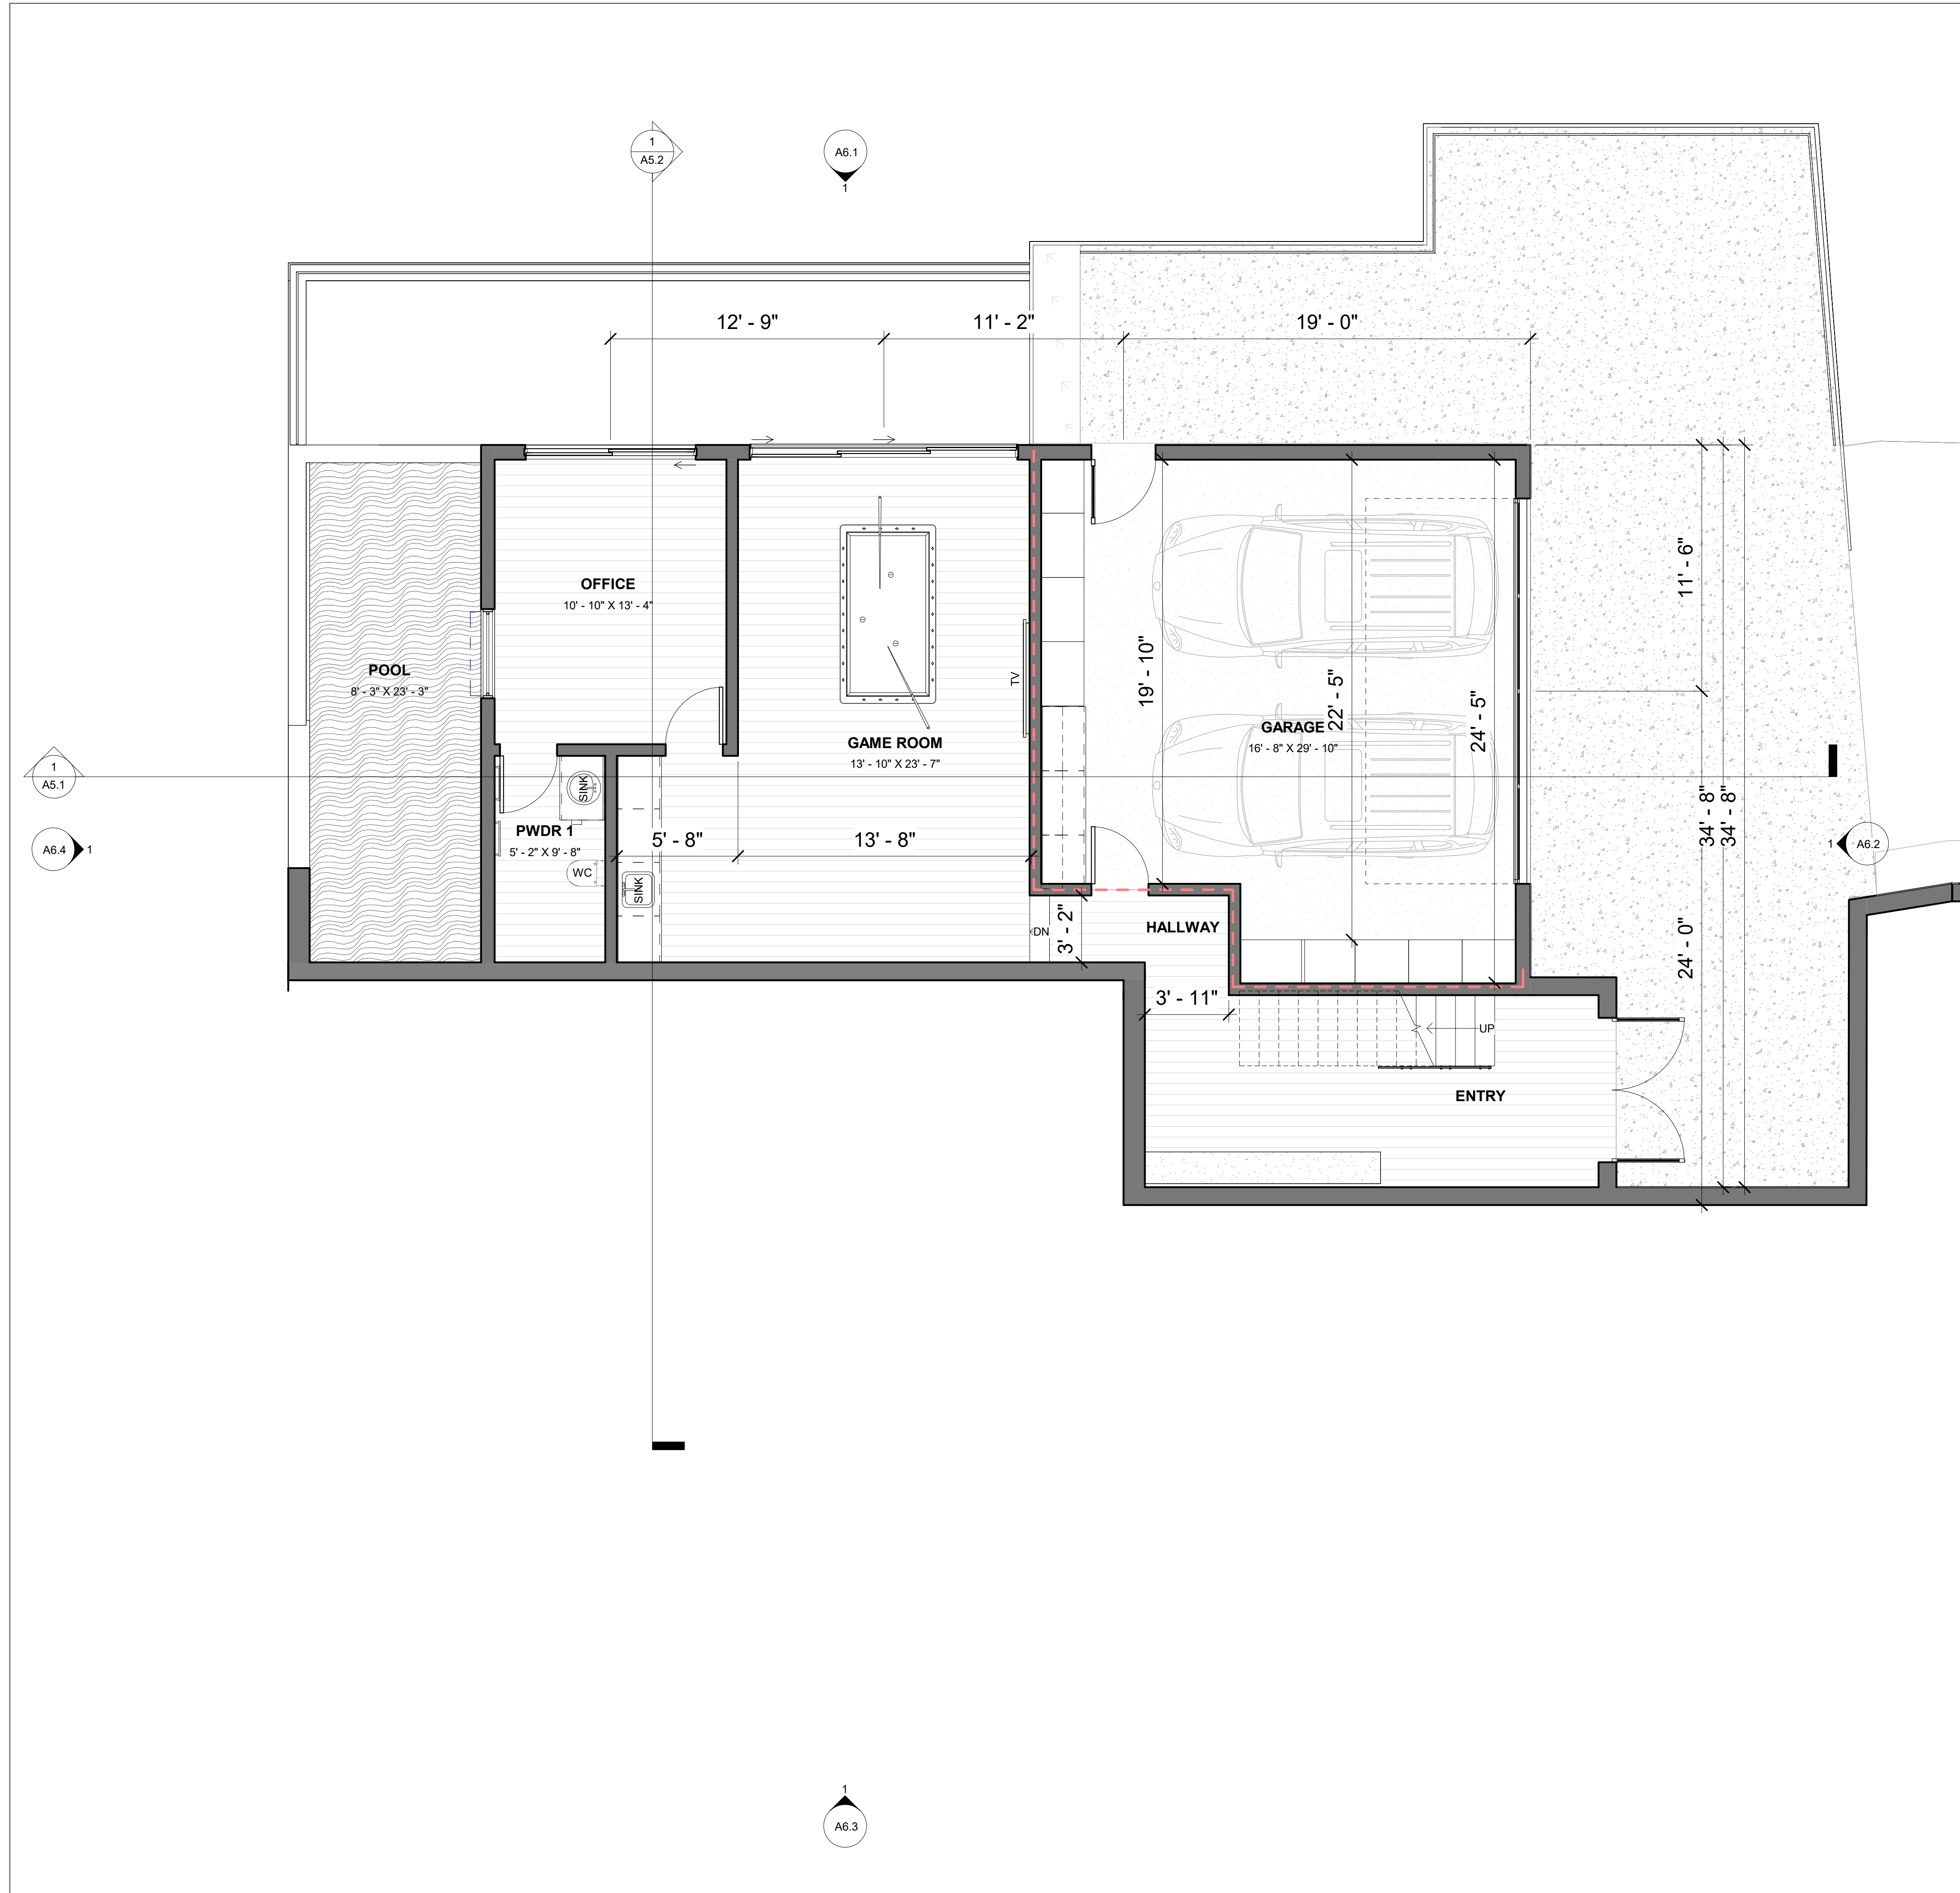 1
A5.2
A6.1
1
12' - 9"
11' - 2"
19' - 0"
OFFICE
10' - 10" X 13' - 4"
11' - 6"
POOL
8' - 3" X 23' - 3"
TV
19' - 10"
22' - 5"
24' - 5"
GARAGE
16' - 8" X 29' - 10"
GAME ROOM
13' - 10" X 23' - 7"
1
A5.1
SINK
PWDR 1
5' - 2" X 9' - 8"
5' - 8"
13' - 8"
34' - 8"
34' - 8"
A6.4
1
1
A6.2
WC
SINK
DN
3' - 2"
HALLWAY
24' - 0"
3' - 11"
UP
ENTRY
1
A6.3